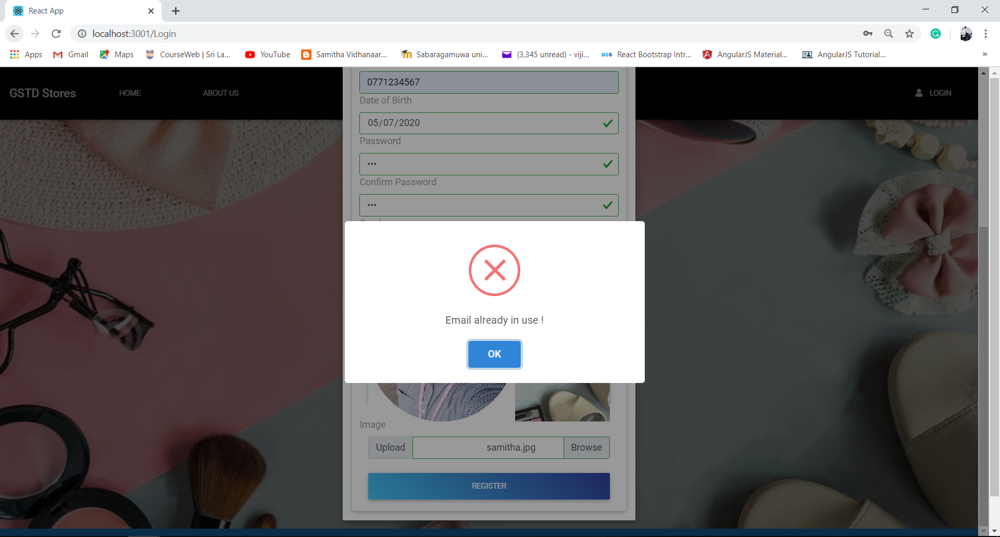 React App
localhost:3001/Login
Apps
Gmail
Maps
CourseWeb | Sri La...
YouTube
Samitha Vidhanaar...
Sabaragamuwa uni...
(3,345 unread) - viji...
MDB
React Bootstrap Intr...
AngularJS Material...
AngularJS Tutorial...
»
GSTD Stores
HOME
ABOUT US
LOGIN
0771234567
Date of Birth
05/07/2020
Password
•••
Confirm Password
•••
Email already in use !
OK
Image
Upload
samitha.jpg
Browse
REGISTER